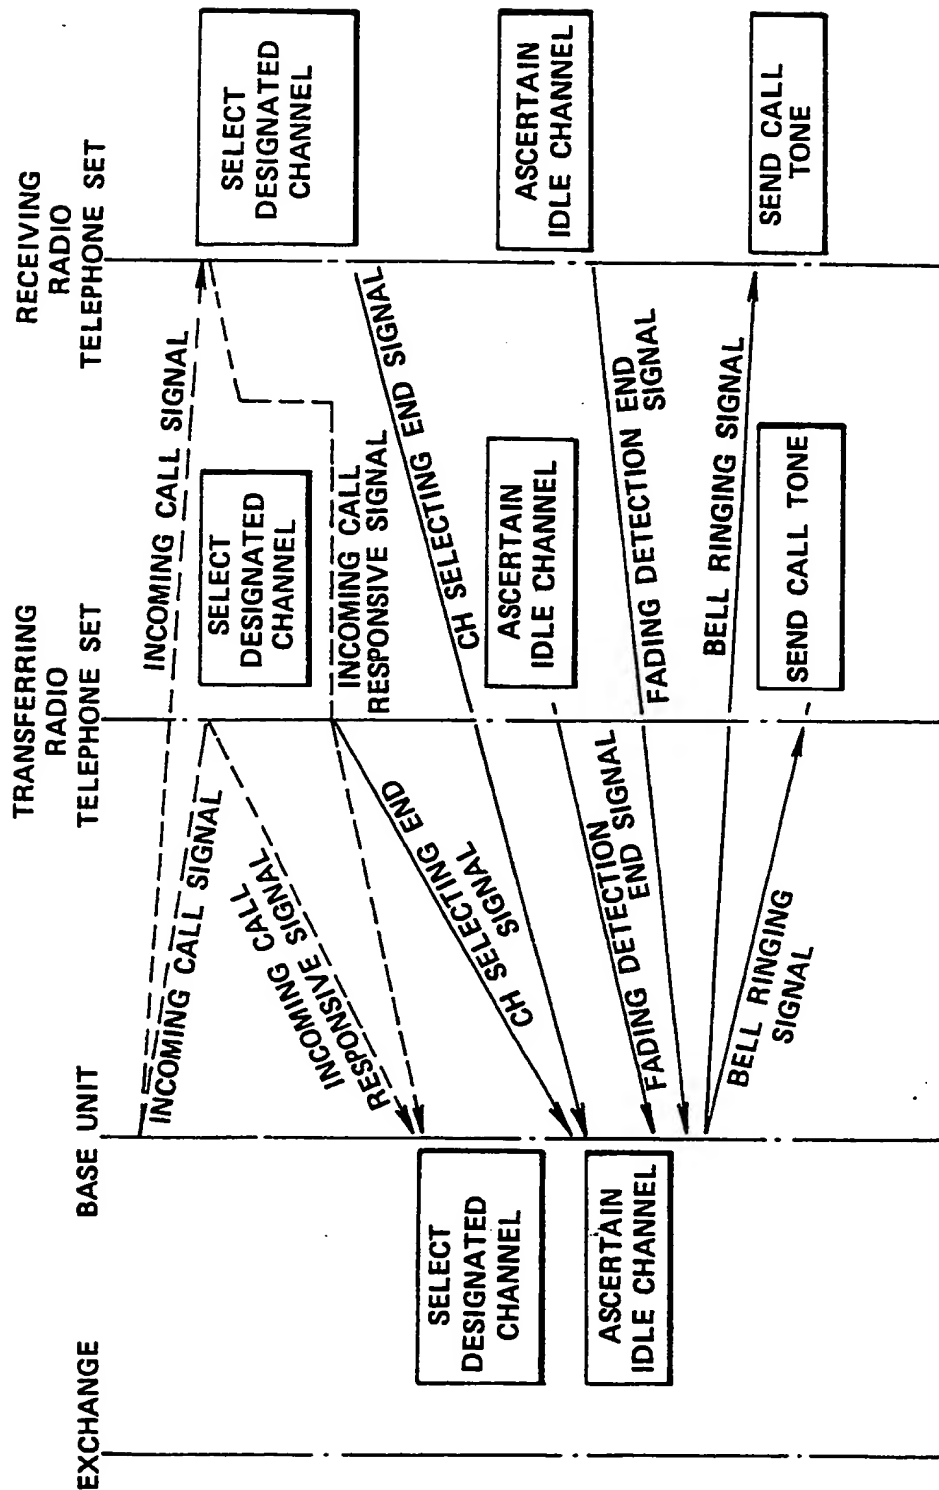 EXCHANGE
BASE UNIT
TRANSFERRING
RADIO
TELEPHONE SET
RECEIVING
RADIO
TELEPHONE SET
INCOMING CALL SIGNAL
INCOMING CALL SIGNAL
SELECT
DESIGNATED
CHANNEL
SELECT
DESIGNATED
CHANNEL
INCOMING CALL
RESPONSIVE SIGNAL
INCOMING CALL
RESPONSIVE SIGNAL
SELECT
DESIGNATED
CHANNEL
CH SELECTING END
SIGNAL
CH SELECTING END SIGNAL
ASCERTAIN
IDLE CHANNEL
ASCERTAIN
IDLE CHANNEL
ASCERTAIN
IDLE CHANNEL
FADING DETECTION
END SIGNAL
FADING DETECTION END
SIGNAL
BELL RINGING SIGNAL
BELL RINGING
SIGNAL
SEND CALL TONE
SEND CALL
TONE